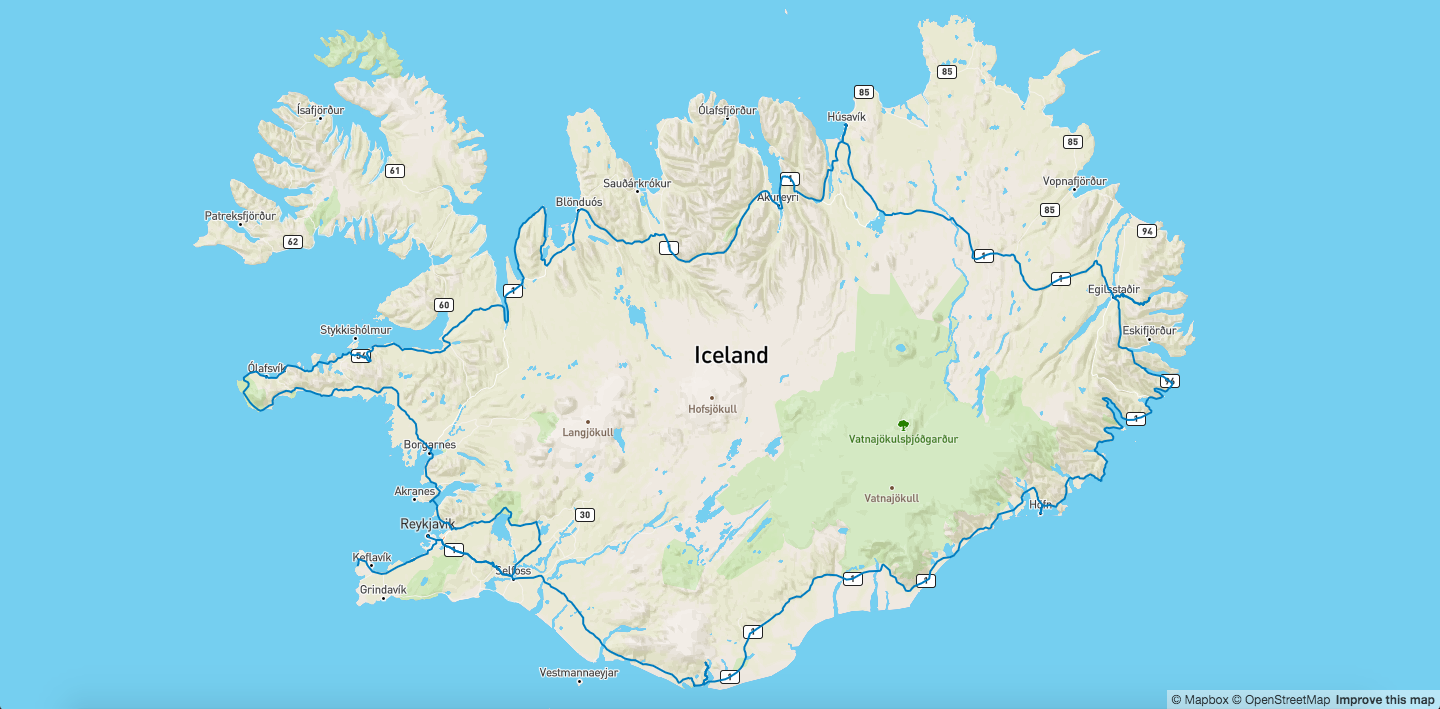 85
85
Ísafjörður
Ólafsfjörður
Húsavík
85
61
1
Vopnafjörður
Sauðárkrókur
Akureyri
Blönduós
Patreksfjörður
85
94
62
1
1
Egilsstaðir
1
60
Stykkishólmur
Eskifjörður
54
Iceland
Ólafsvík
Hofsjökull
1
Langjökull
Vatnajökulsþjóðgarður
Borgarnes
Akranes
Vatnajökull
Höfn
30
Reykjavík
1
Keflavík
Selfoss
1
1
Grindavík
1
Vestmannaeyjar
1
© Mapbox © OpenStreetMap Improve this map